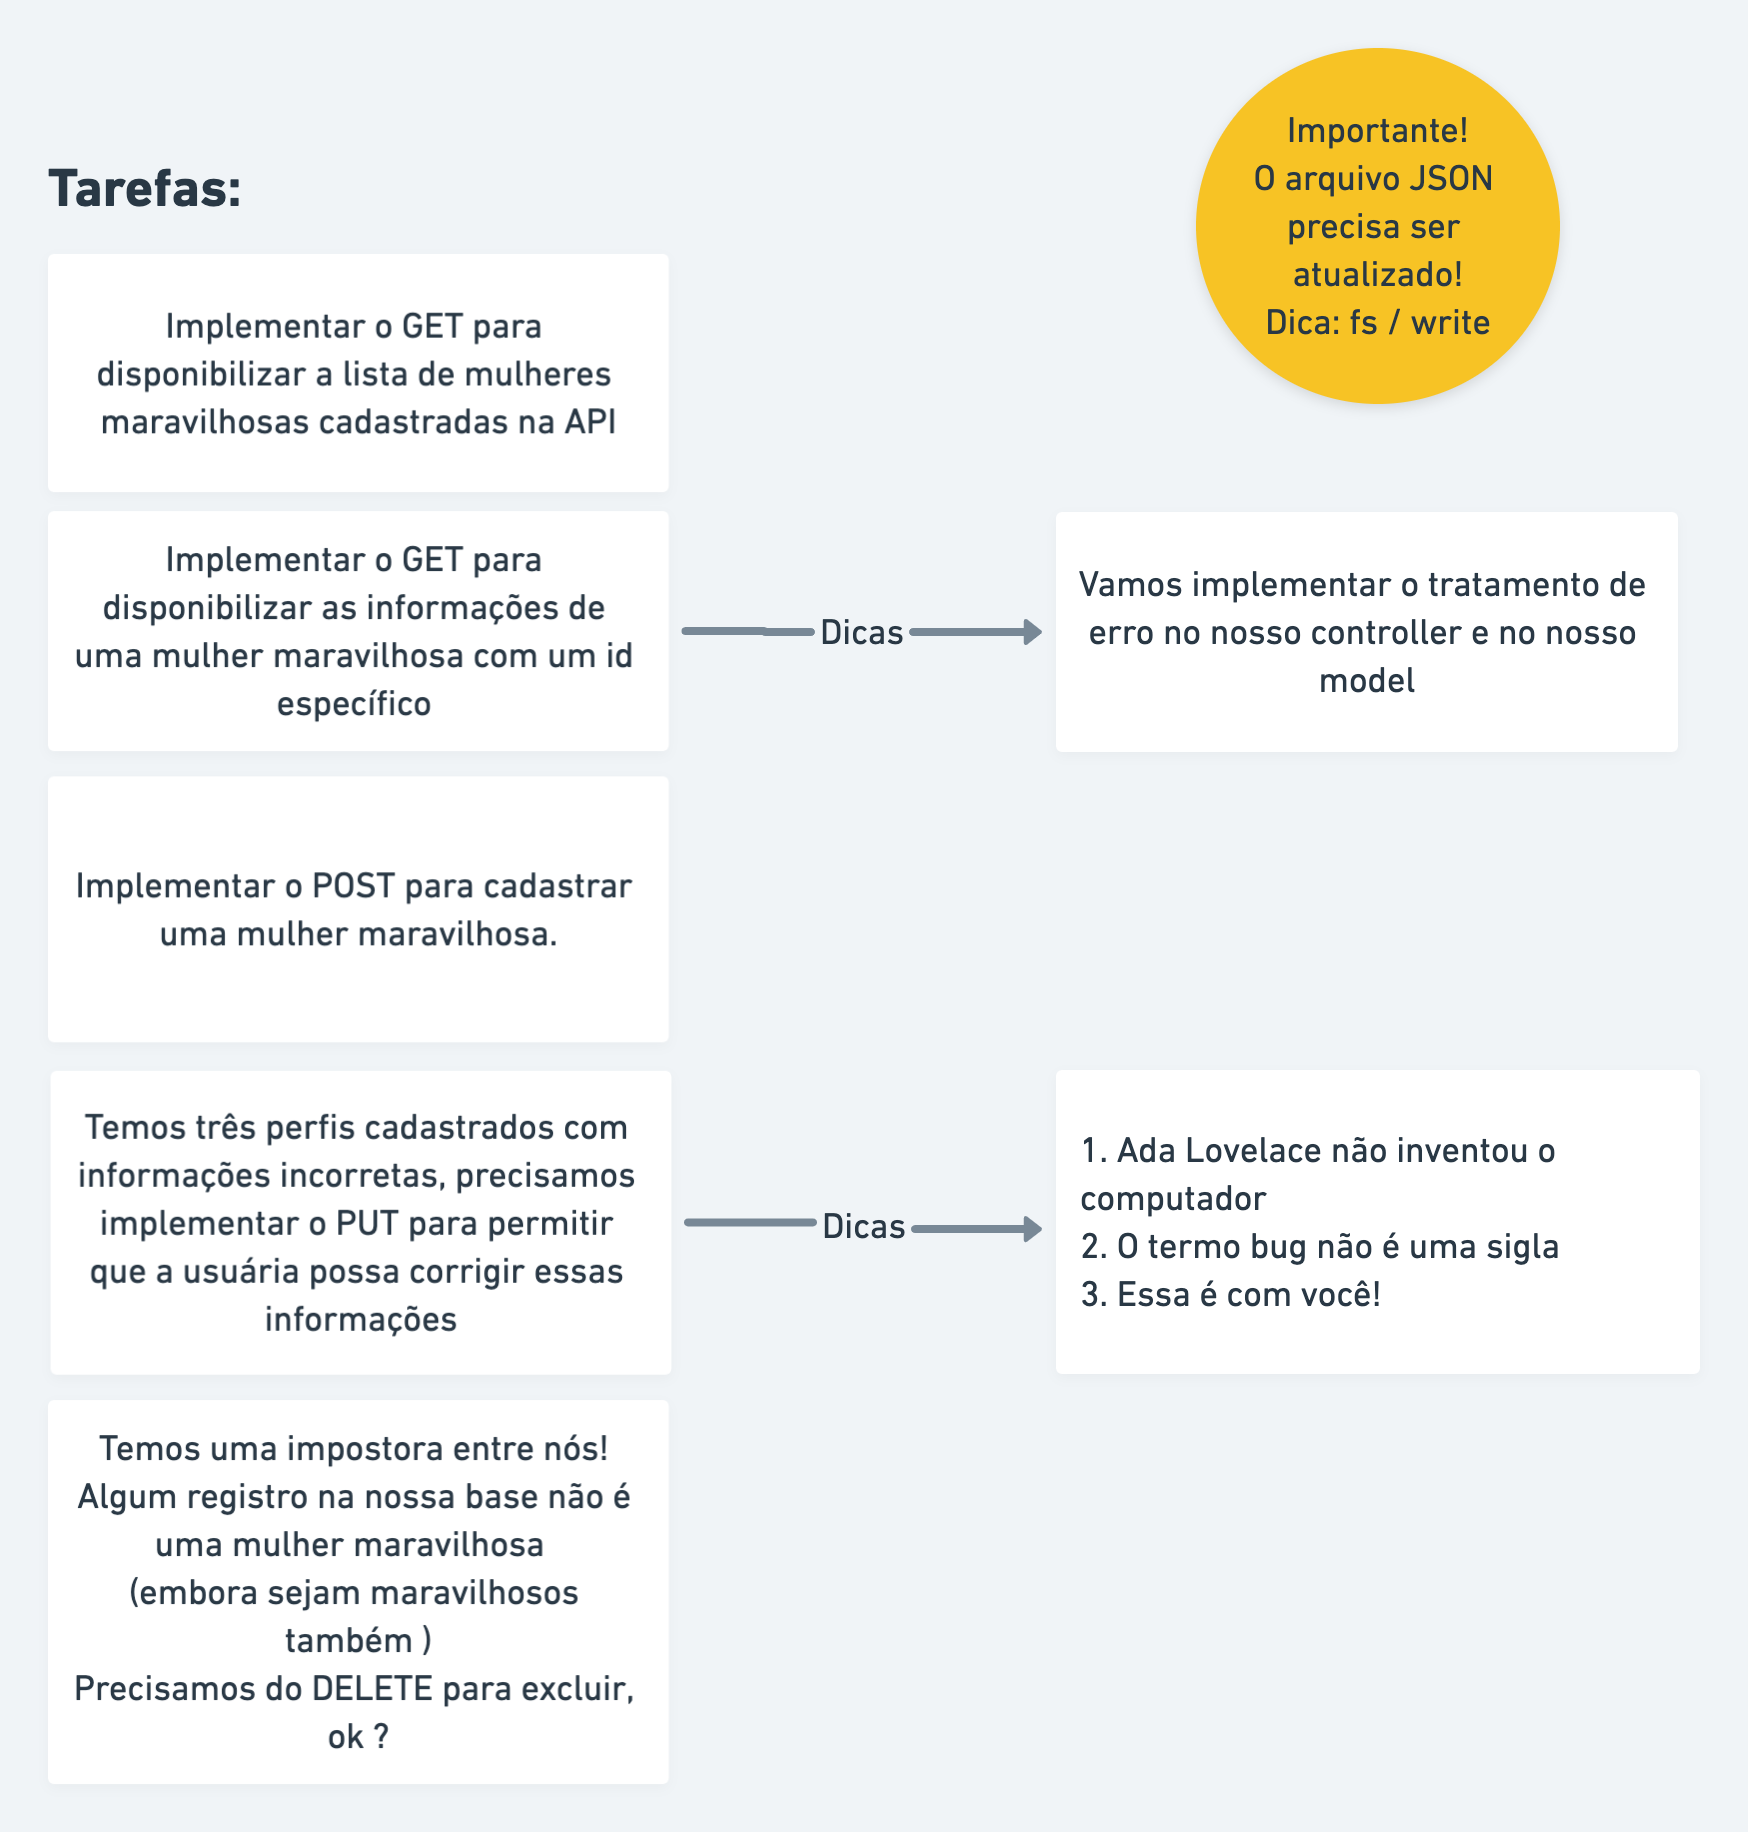 Importante!
O arquivo JSON
precisa ser
atualizado!
Dica: fs / write
Tarefas:
Implementar o GET para
disponibilizar a lista de mulheres
maravilhosas cadastradas na API
Implementar o GET para
disponibilizar as informações de
uma mulher maravilhosa com um id
específico
Dicas
Vamos implementar o tratamento de
erro no nosso controller e no nosso
model
Implementar o POST para cadastrar
uma mulher maravilhosa.
Temos três perfis cadastrados com
informações incorretas, precisamos
implementar o PUT para permitir
que a usuária possa corrigir essas
informações
Dicas
1. Ada Lovelace não inventou o
computador
2. O termo bug não é uma sigla
3. Essa é com você!
Temos uma impostora entre nós!
Algum registro na nossa base não é
uma mulher maravilhosa
(embora sejam maravilhosos
também )
Precisamos do DELETE para excluir,
ok ?